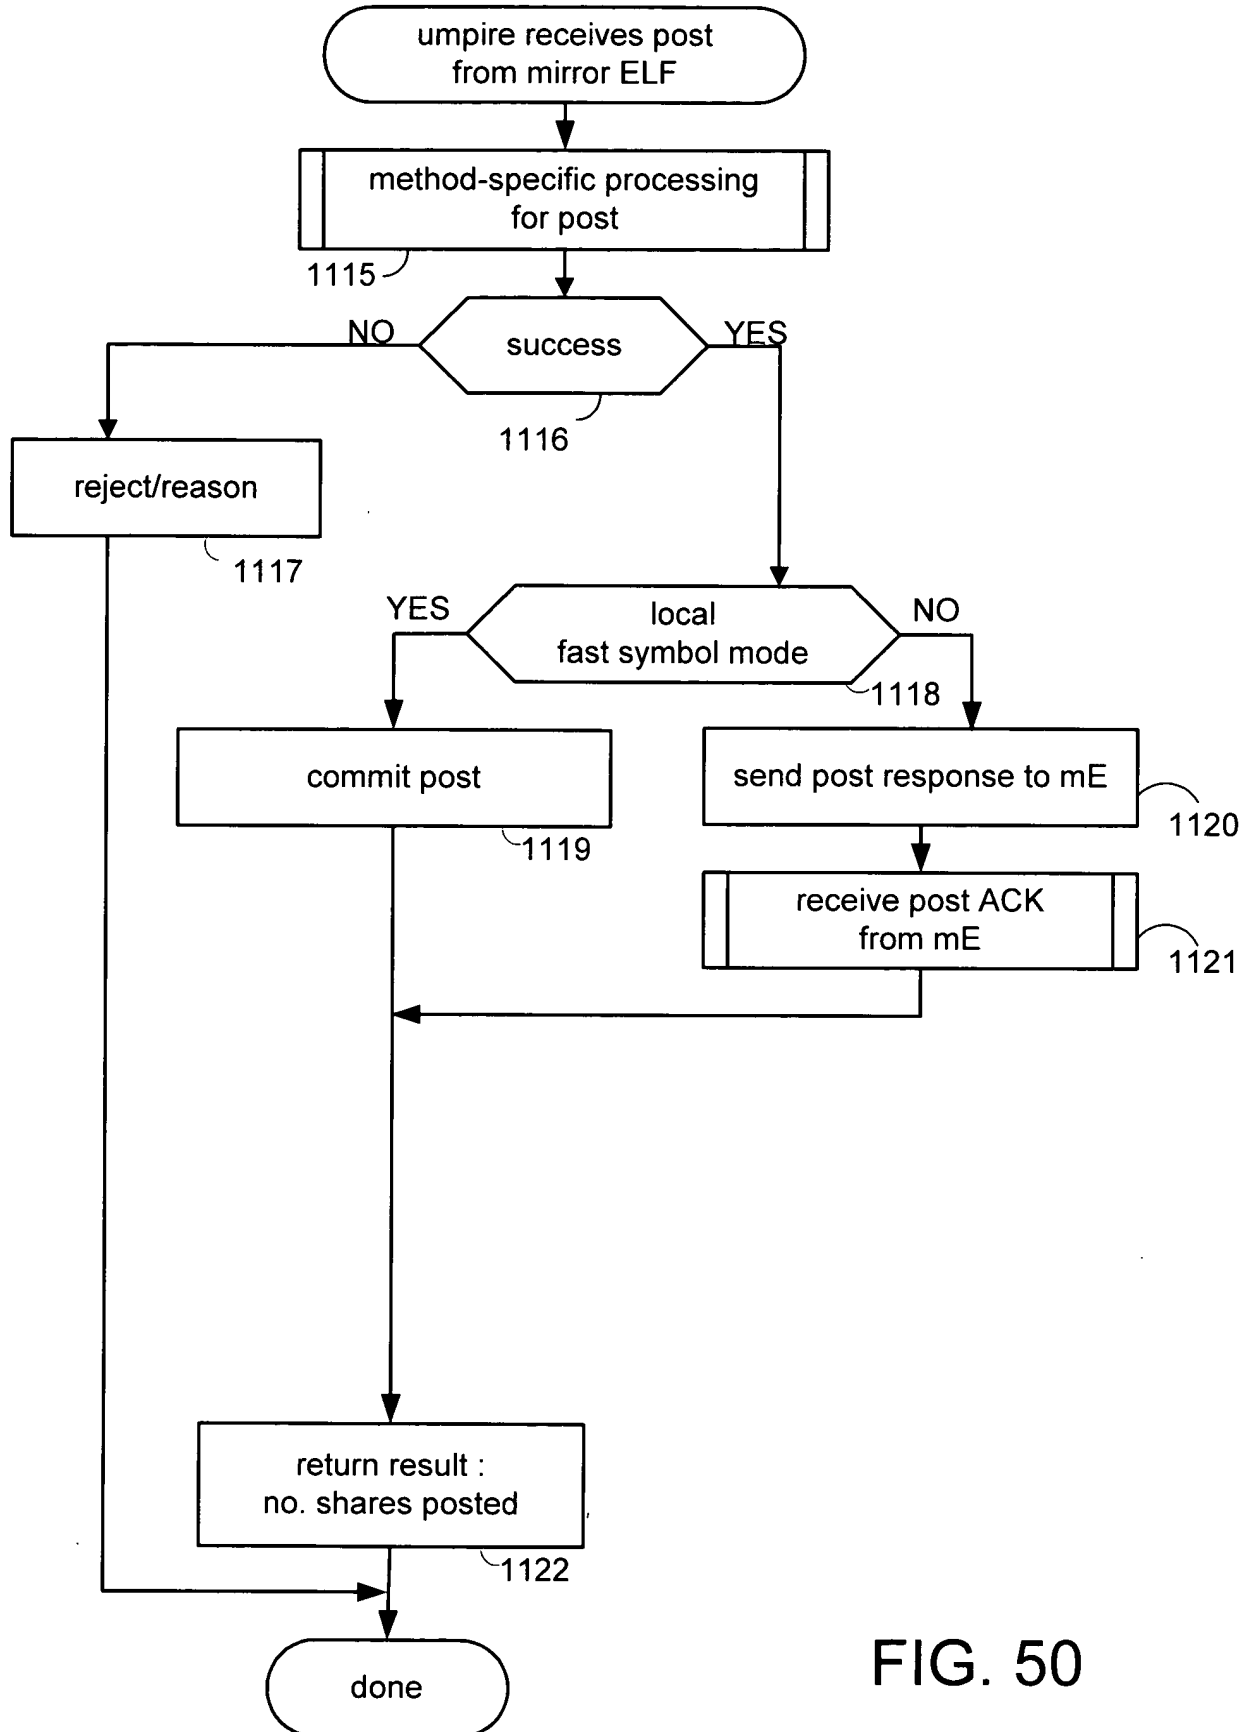 umpire receives post
from mirror ELF
method-specific processing
for post
1115
NO
success
YES
1116
reject/reason
1117
YES
local
fast symbol mode
NO
1118
commit post
1119
send post response to mE
1120
receive post ACK
from mE
1121
return result :
no. shares posted
1122
done
FIG. 50